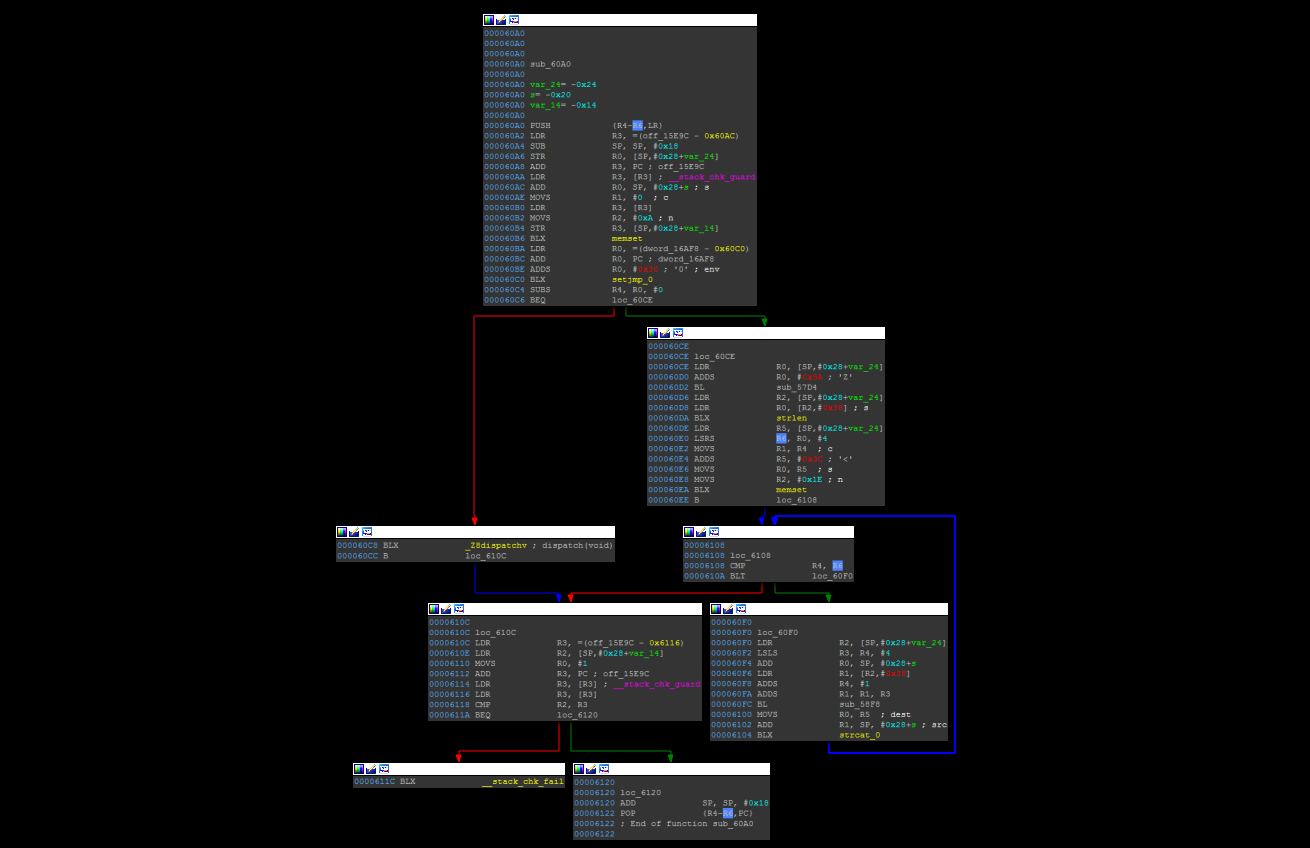 000060A0
000060A0
000060A0
000060A0 sub_60A0
000060A0
000060A0 var_24= -0x24
000060A0 s= -0x20
000060A0 var_14= -0x14
000060A0
000060A0 PUSH {R4-R6,LR}
000060A2 LDR R3, =(off_15E9C - 0x60AC)
000060A4 SUB SP, SP, #0x18
000060A6 STR R0, [SP,#0x28+var_24]
000060A8 ADD R3, PC ; off_15E9C
000060AA LDR R3, [R3] ; __stack_chk_guard
000060AC ADD R0, SP, #0x28+s ; s
000060AE MOVS R1, #0 ; c
000060B0 LDR R3, [R3]
000060B2 MOVS R2, #0xA ; n
000060B4 STR R3, [SP,#0x28+var_14]
000060B6 BLX memset
000060BA LDR R0, =(dword_16AF8 - 0x60C0)
000060BC ADD R0, PC ; dword_16AF8
000060BE ADDS R0, #0x30 ; '0' ; env
000060C0 BLX setjmp_0
000060C4 SUBS R4, R0, #0
000060C6 BEQ loc_60CE
000060CE
000060CE loc_60CE
000060CE LDR R0, [SP,#0x28+var_24]
000060D0 ADDS R0, #0x5A ; 'Z'
000060D2 BL sub_57D4
000060D6 LDR R2, [SP,#0x28+var_24]
000060D8 LDR R0, [R2,#] ; s
000060DA BLX strlen
000060DE LDR R5, [SP,#0x28+var_24]
000060E0 LSRS R6, R0, #4
000060E2 MOVS R1, R4 ; c
000060E4 ADDS R5, #0x3C ; '<'
000060E6 MOVS R0, R5 ; s
000060E8 MOVS R2, #0x1E ; n
000060EA BLX memset
000060EE B loc_6108
000060C8 BLX _Z8dispatchv ; dispatch(void)
000060CC B loc_610C
00006108
00006108 loc_6108
00006108 CMP R4, R6
0000610A BLT loc_60F0
0000610C
0000610C loc_610C
0000610C LDR R3, =(off_15E9C - 0x6116)
0000610E LDR R2, [SP,#0x28+var_14]
00006110 MOVS R0, #1
00006112 ADD R3, PC ; off_15E9C
00006114 LDR R3, [R3] ; __stack_chk_guard
00006116 LDR R3, [R3]
00006118 CMP R2, R3
0000611A BEQ loc_6120
000060F0
000060F0 loc_60F0
000060F0 LDR R2, [SP,#0x28+var_24]
000060F2 LSLS R3, R4, #4
000060F4 ADD R0, SP, #0x28+s
000060F6 LDR R1, [R2,#]
000060F8 ADDS R4, #1
000060FA ADDS R1, R1, R3
000060FC BL sub_58F8
00006100 MOVS R0, R5 ; dest
00006102 ADD R1, SP, #0x28+s ; src
00006104 BLX strcat_0
0000611C BLX __stack_chk_fail
00006120
00006120 loc_6120
00006120 ADD SP, SP, #0x18
00006122 POP {R4-R6,PC}
00006122 ; End of function sub_60A0
00006122